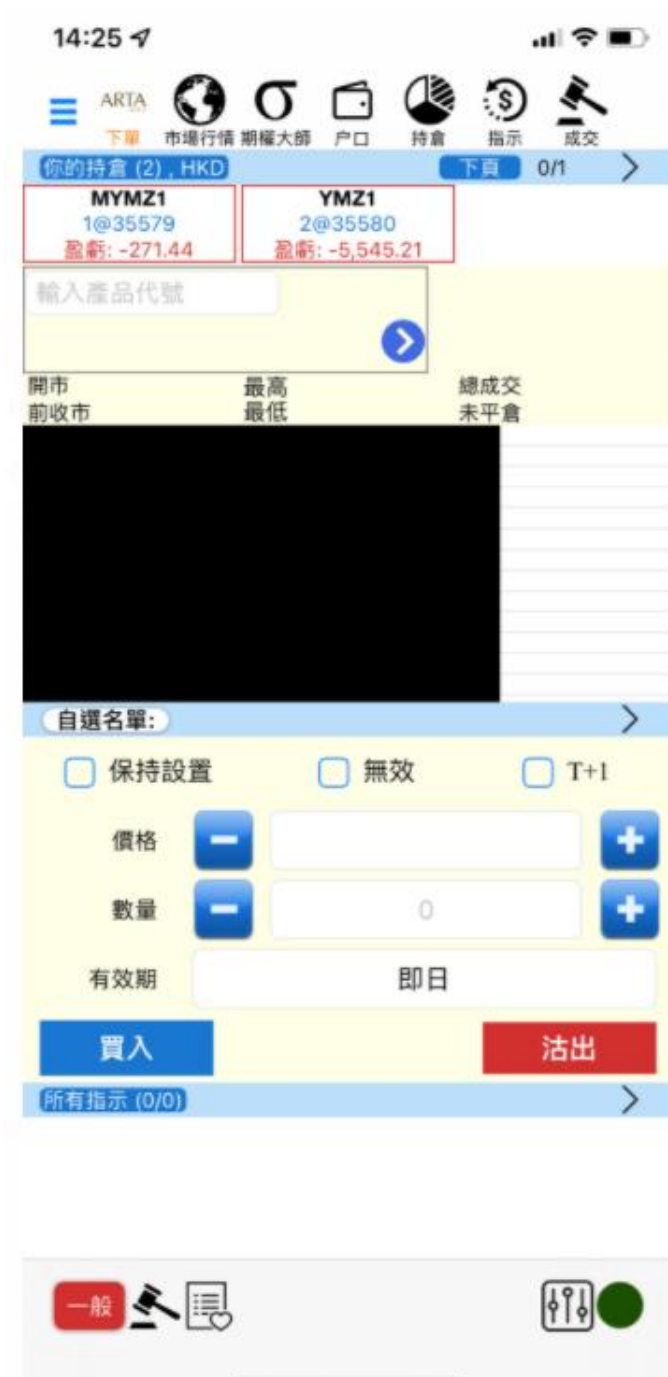 14:25
ARTA
下單 市場行情 期權大師 户口 持倉 指示 成交
你的持倉 (2) , HKD 下頁 0/1
MYMZ1 YMZ1
1@35579 2@35580
盈虧: -271.44 盈虧: -5,545.21
輸入產品代號
開市 最高 總成交
前收市 最低 未平倉
自選名單:
保持設置 無效 T+1
價格
數量 0
有效期 即日
買入 沽出
所有指示 (0/0)
一般